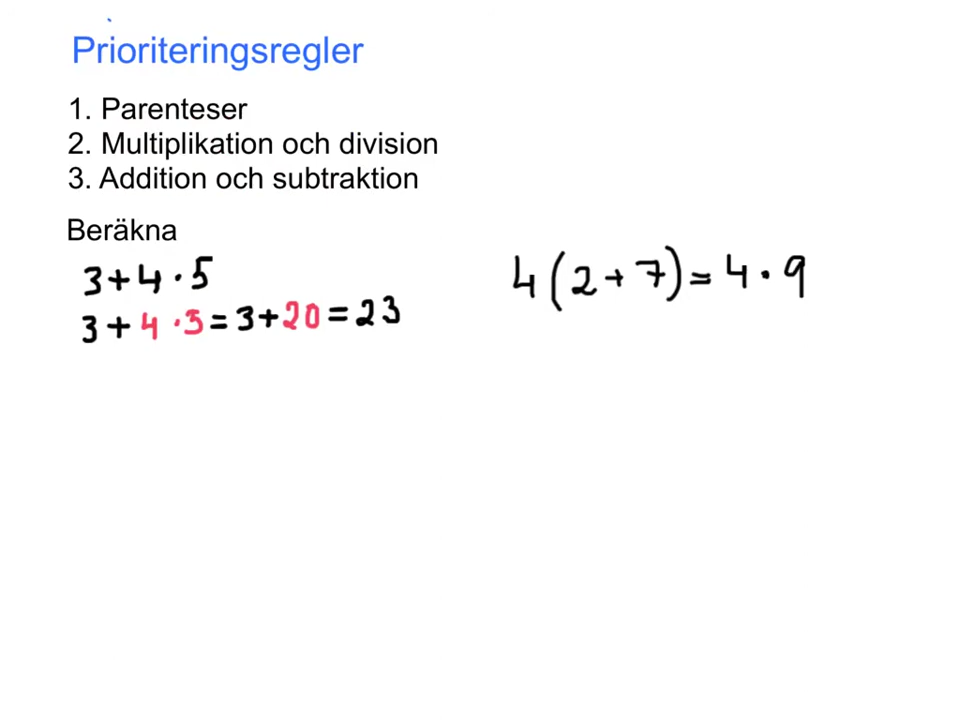 Prioriteringsregler
1. Parenteser
2. Multiplikation och division
3. Addition och subtraktion
Beräkna
3+4·5
3+4·5=3+20=23
4(2+7)=4·9